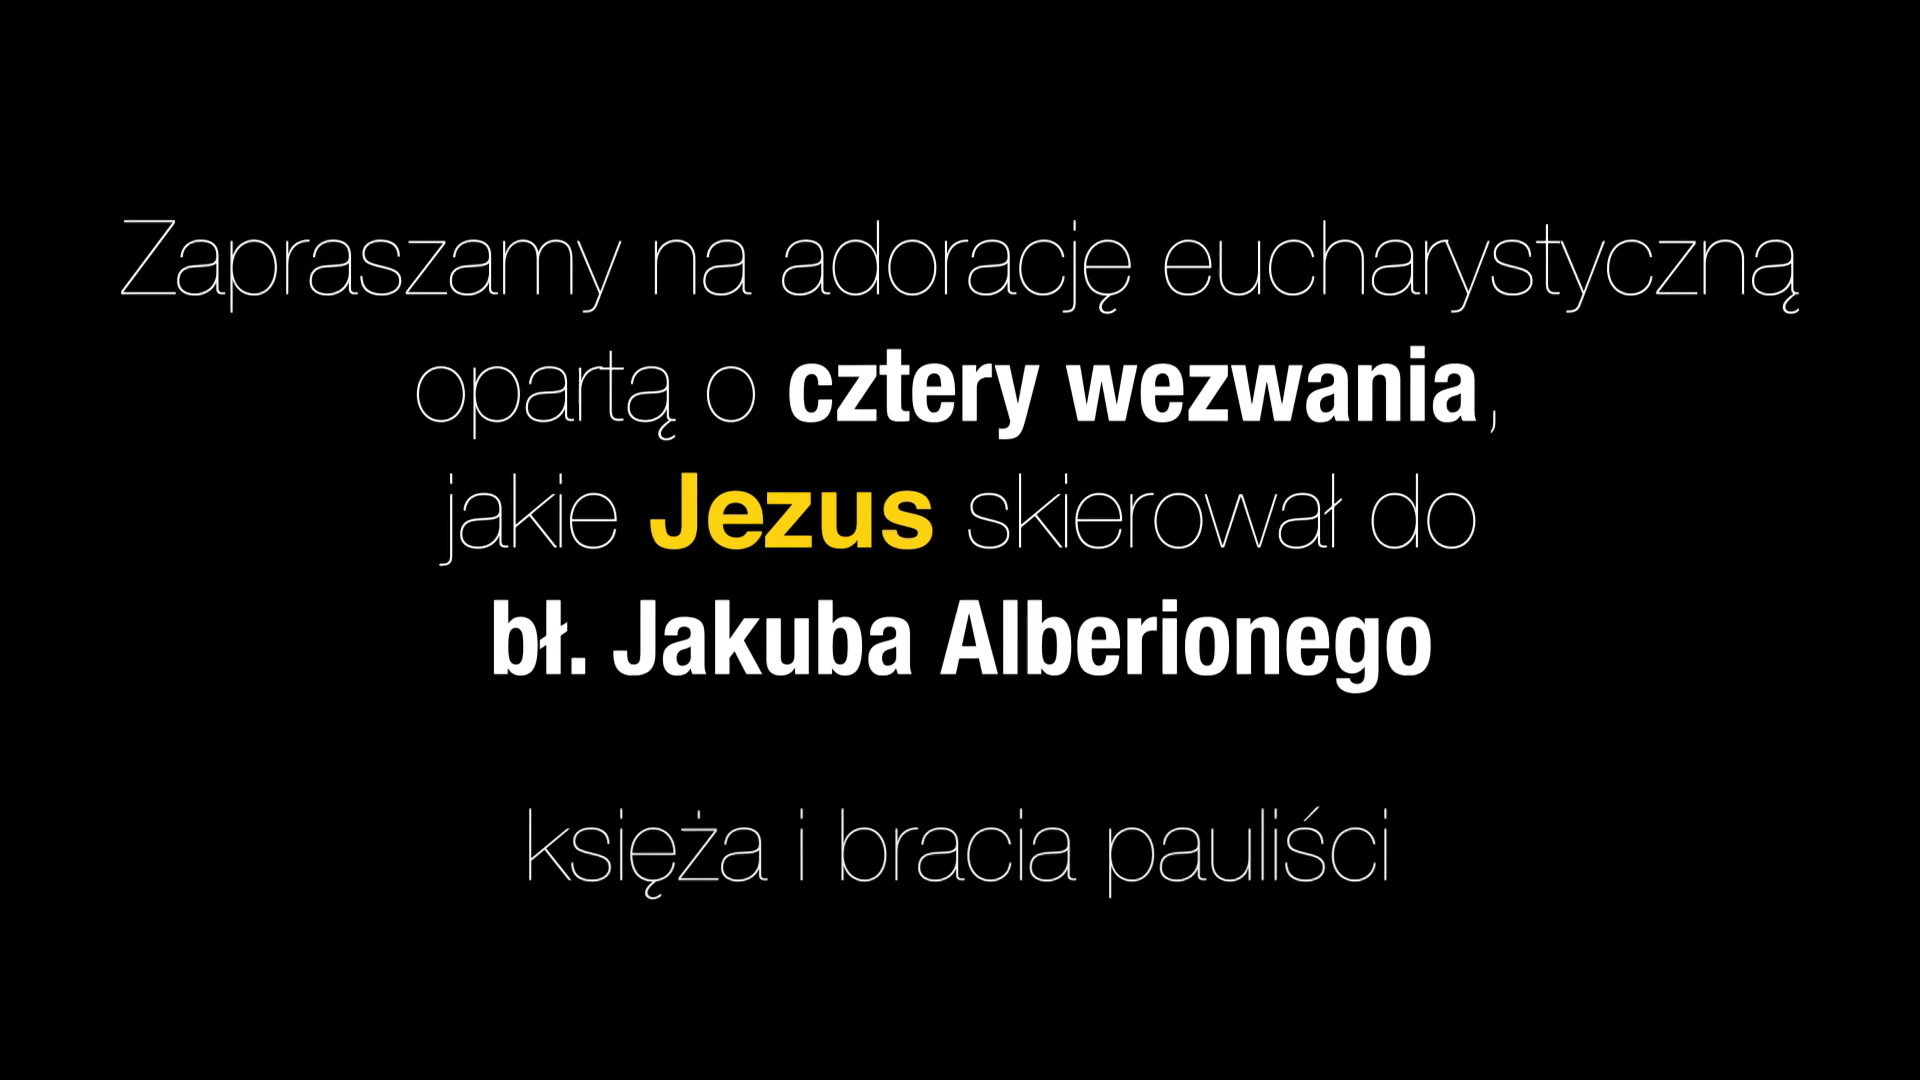 Zapraszamy na adorację eucharystyczną
opartą o cztery wezwania,
jakie Jezus skierował do
bł. Jakuba Alberionego
księża i bracia pauliści